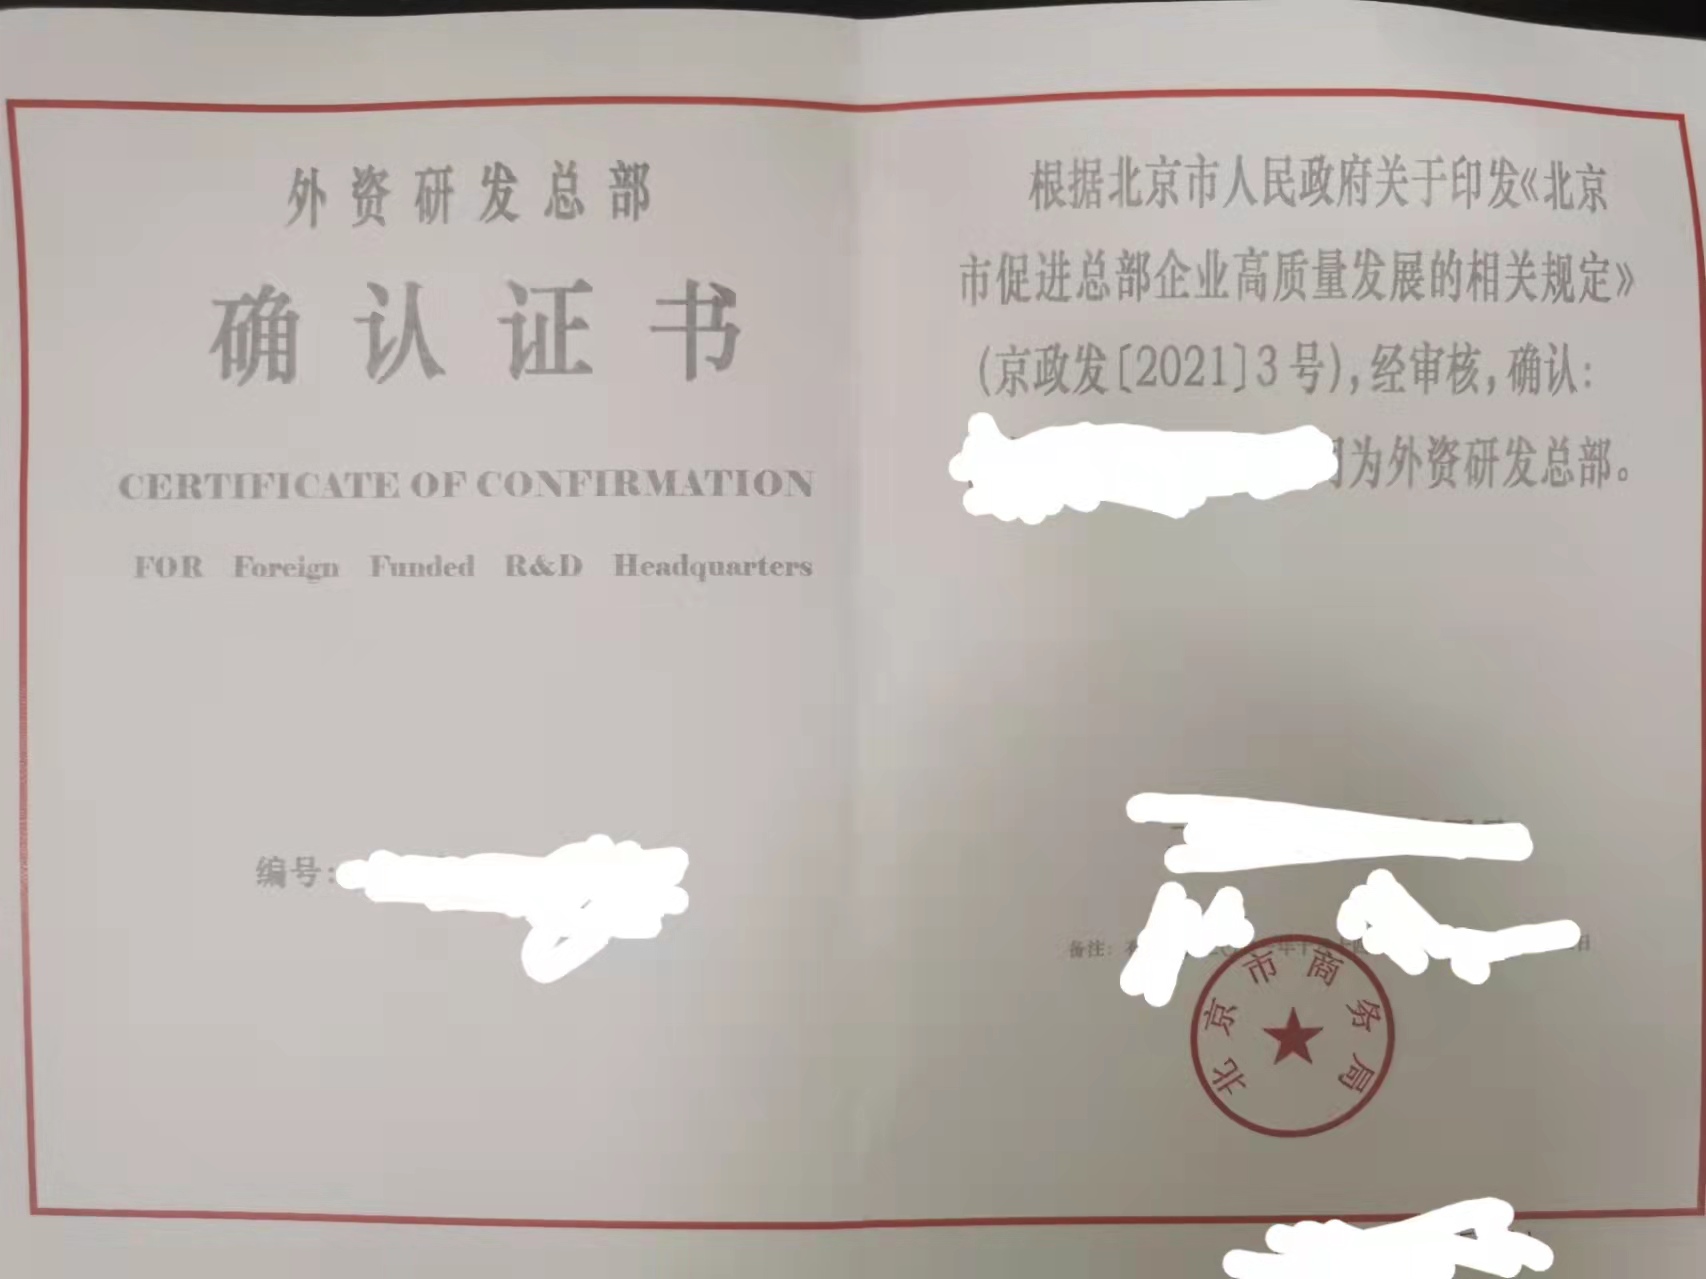 外资研发总部
确认证书
CERTIFICATE OF CONFIRMATION
FOR Foreign Funded R&D Headquarters
编号:
根据北京市人民政府关于印发《北京
市促进总部企业高质量发展的相关规定》
(京政发[2021]3号),经审核,确认:
为外资研发总部。
备注:
北京市商务局